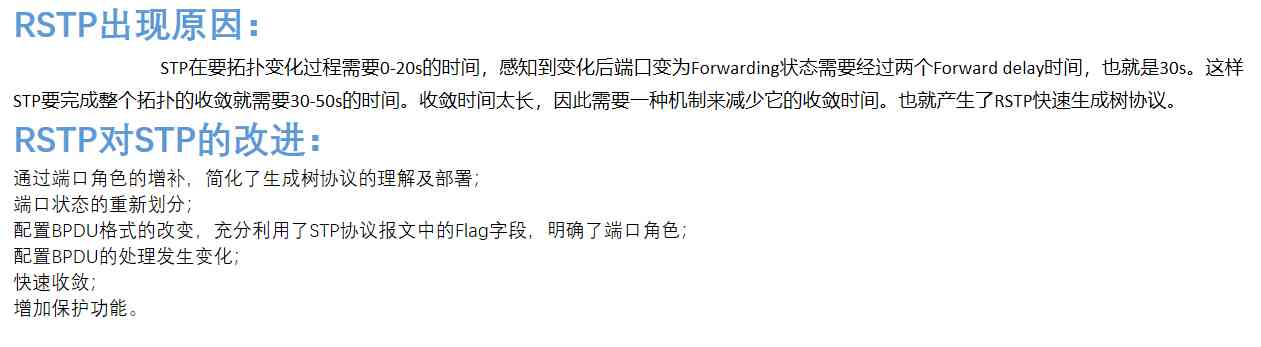 RSTP出现原因：
STP在要拓扑变化过程需要0-20s的时间，感知到变化后端口变为Forwarding状态需要经过两个Forward delay时间，也就是30s。这样
STP要完成整个拓扑的收敛就需要30-50s的时间。收敛时间太长，因此需要一种机制来减少它的收敛时间。也就产生了RSTP快速生成树协议。
RSTP对STP的改进：
通过端口角色的增补，简化了生成树协议的理解及部署；
端口状态的重新划分；
配置BPDU格式的改变，充分利用了STP协议报文中的Flag字段，明确了端口角色；
配置BPDU的处理发生变化；
快速收敛；
增加保护功能。